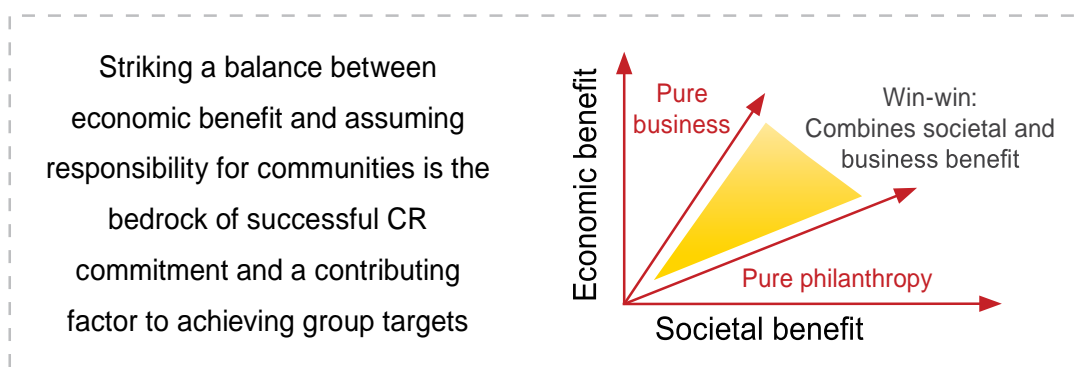 Striking a balance between
economic benefit and assuming
responsibility for communities is the
bedrock of successful CR
commitment and a contributing
factor to achieving group targets
Economic benefit
Pure
business
Win-win:
Combines societal and
business benefit
Pure philanthropy
Societal benefit